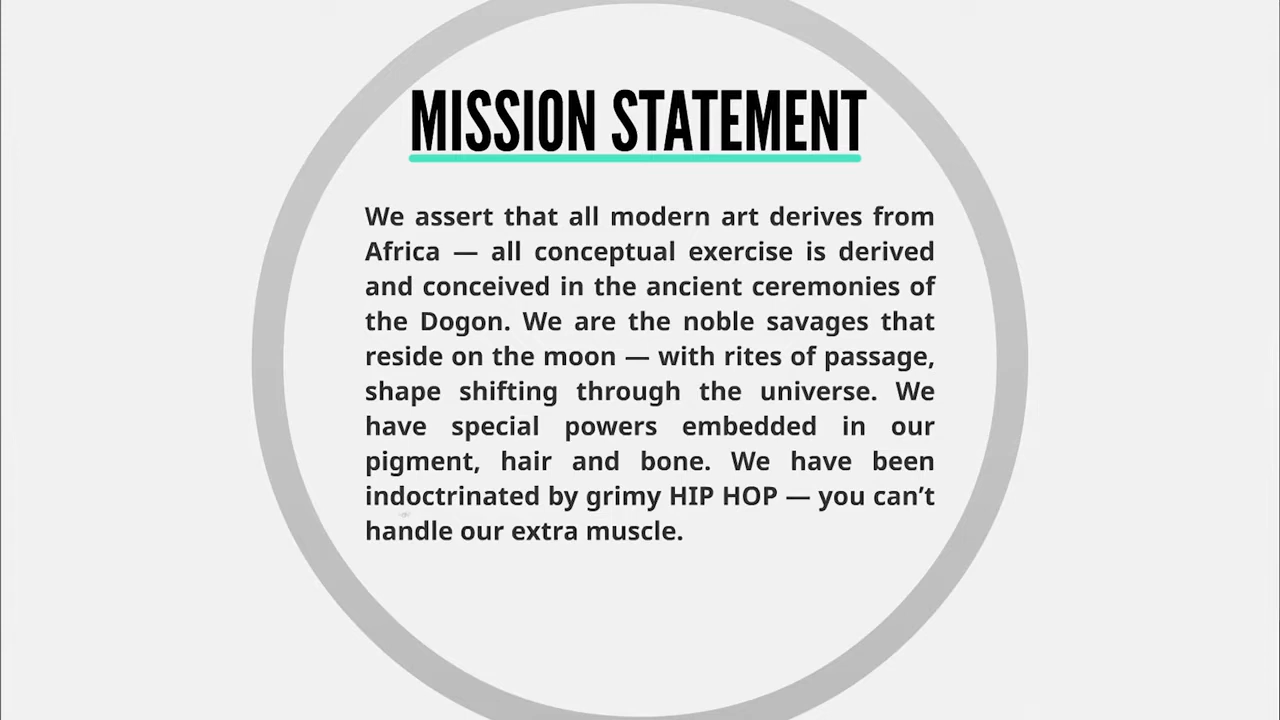 MISSION STATEMENT
We assert that all modern art derives from
Africa — all conceptual exercise is derived
and conceived in the ancient ceremonies of
the Dogon. We are the noble savages that
reside on the moon — with rites of passage,
shape shifting through the universe. We
have special powers embedded in our
pigment, hair and bone. We have been
indoctrinated by grimy HIP HOP — you can’t
handle our extra muscle.